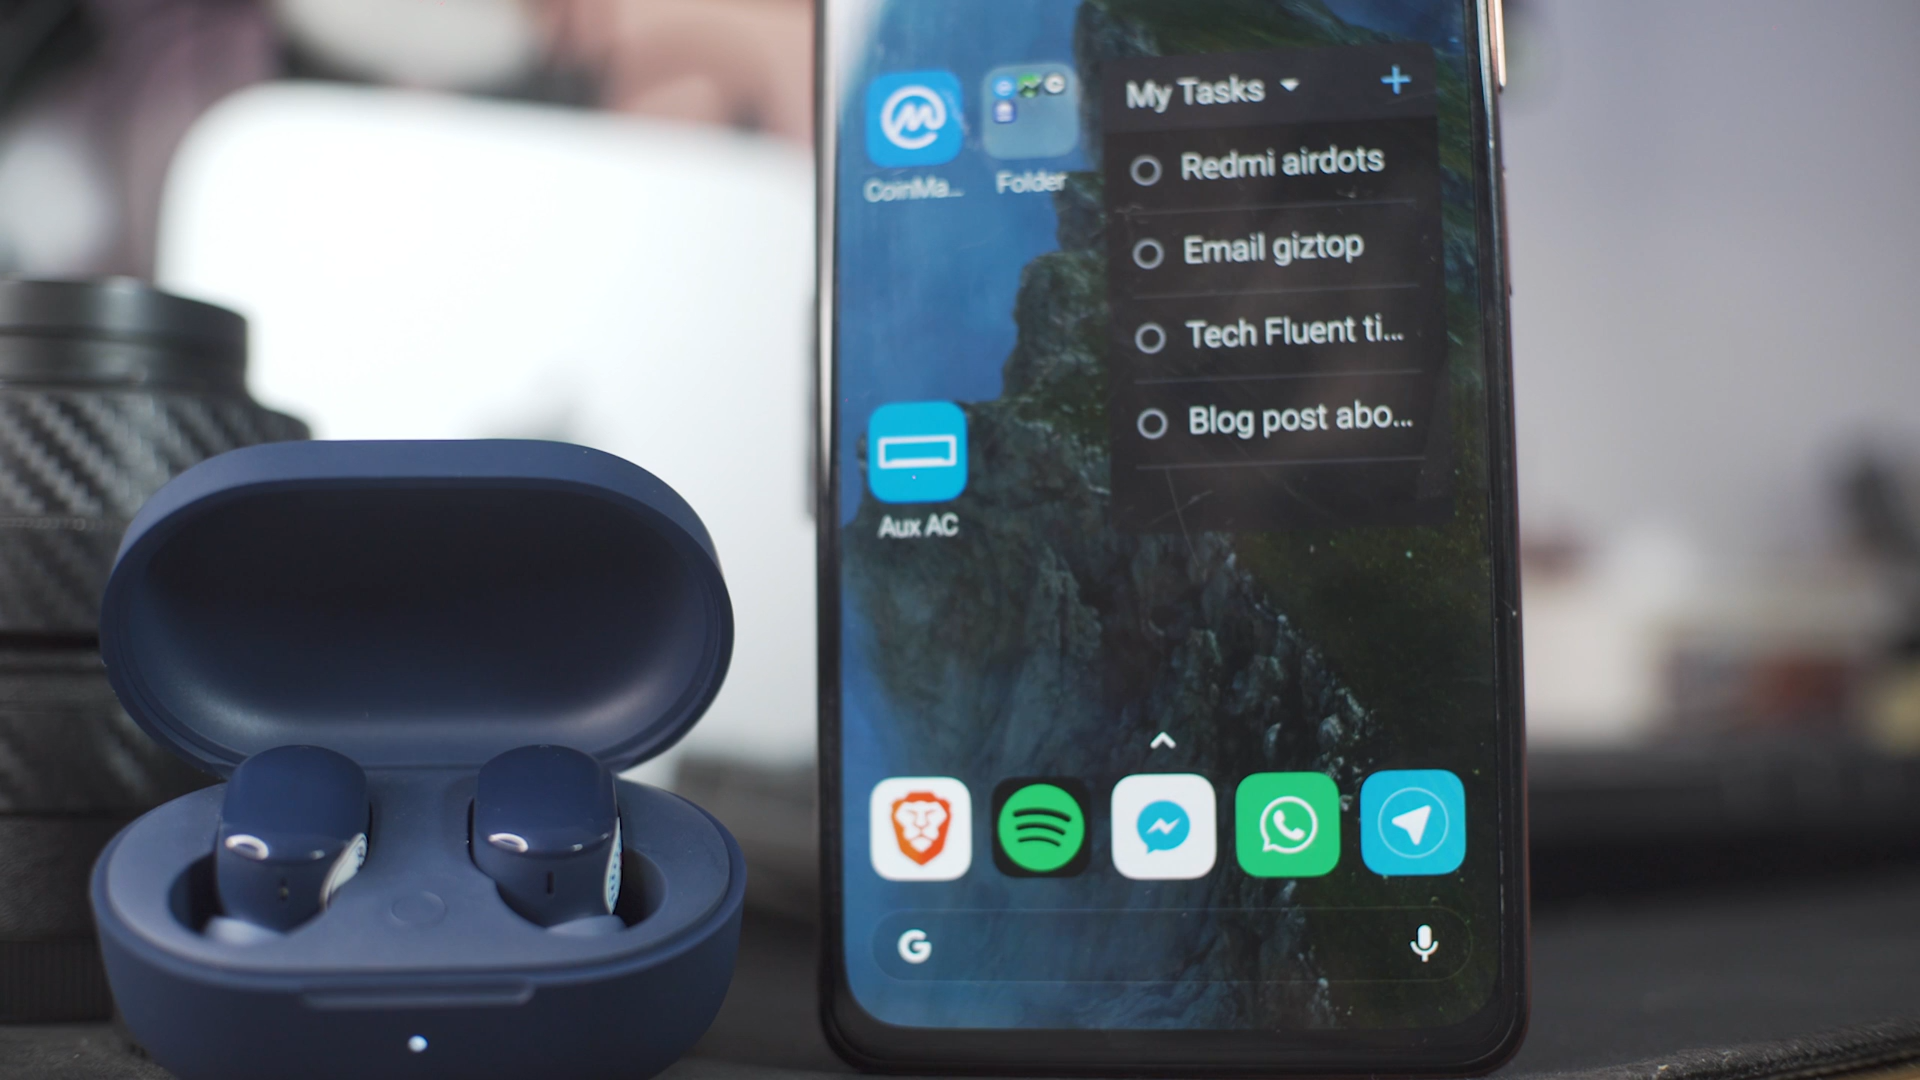 My Tasks
Redmi airdots
Email giztop
Tech Fluent ti...
Blog post abo...
CoinMa...
Folder
Aux AC
G